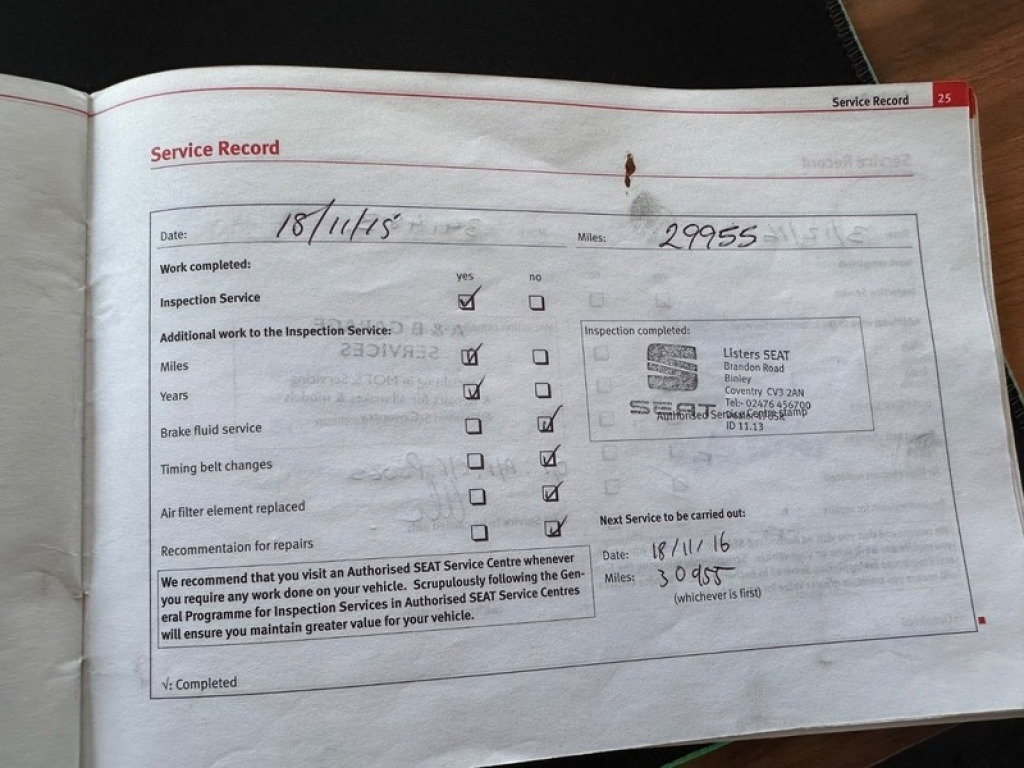 Service Record 25
Service Record
Date: 18/11/15 Miles: 29955
Work completed:
yes no
Inspection Service
Additional work to the Inspection Service:
Miles
Years
Brake fluid service
Timing belt changes
Air filter element replaced
Recommentaion for repairs
Inspection completed:
Listers SEAT
Brandon Road
Binley
Coventry CV3 2AN
Tel:- 02476 456700
SEAT
Authorised Service Centre stamp
ID 11.13
Next Service to be carried out:
Date: 18/11/16
Miles: 30955
(whichever is first)
We recommend that you visit an Authorised SEAT Service Centre whenever
you require any work done on your vehicle. Scrupulously following the Gen-
eral Programme for Inspection Services in Authorised SEAT Service Centres
will ensure you maintain greater value for your vehicle.
√: Completed